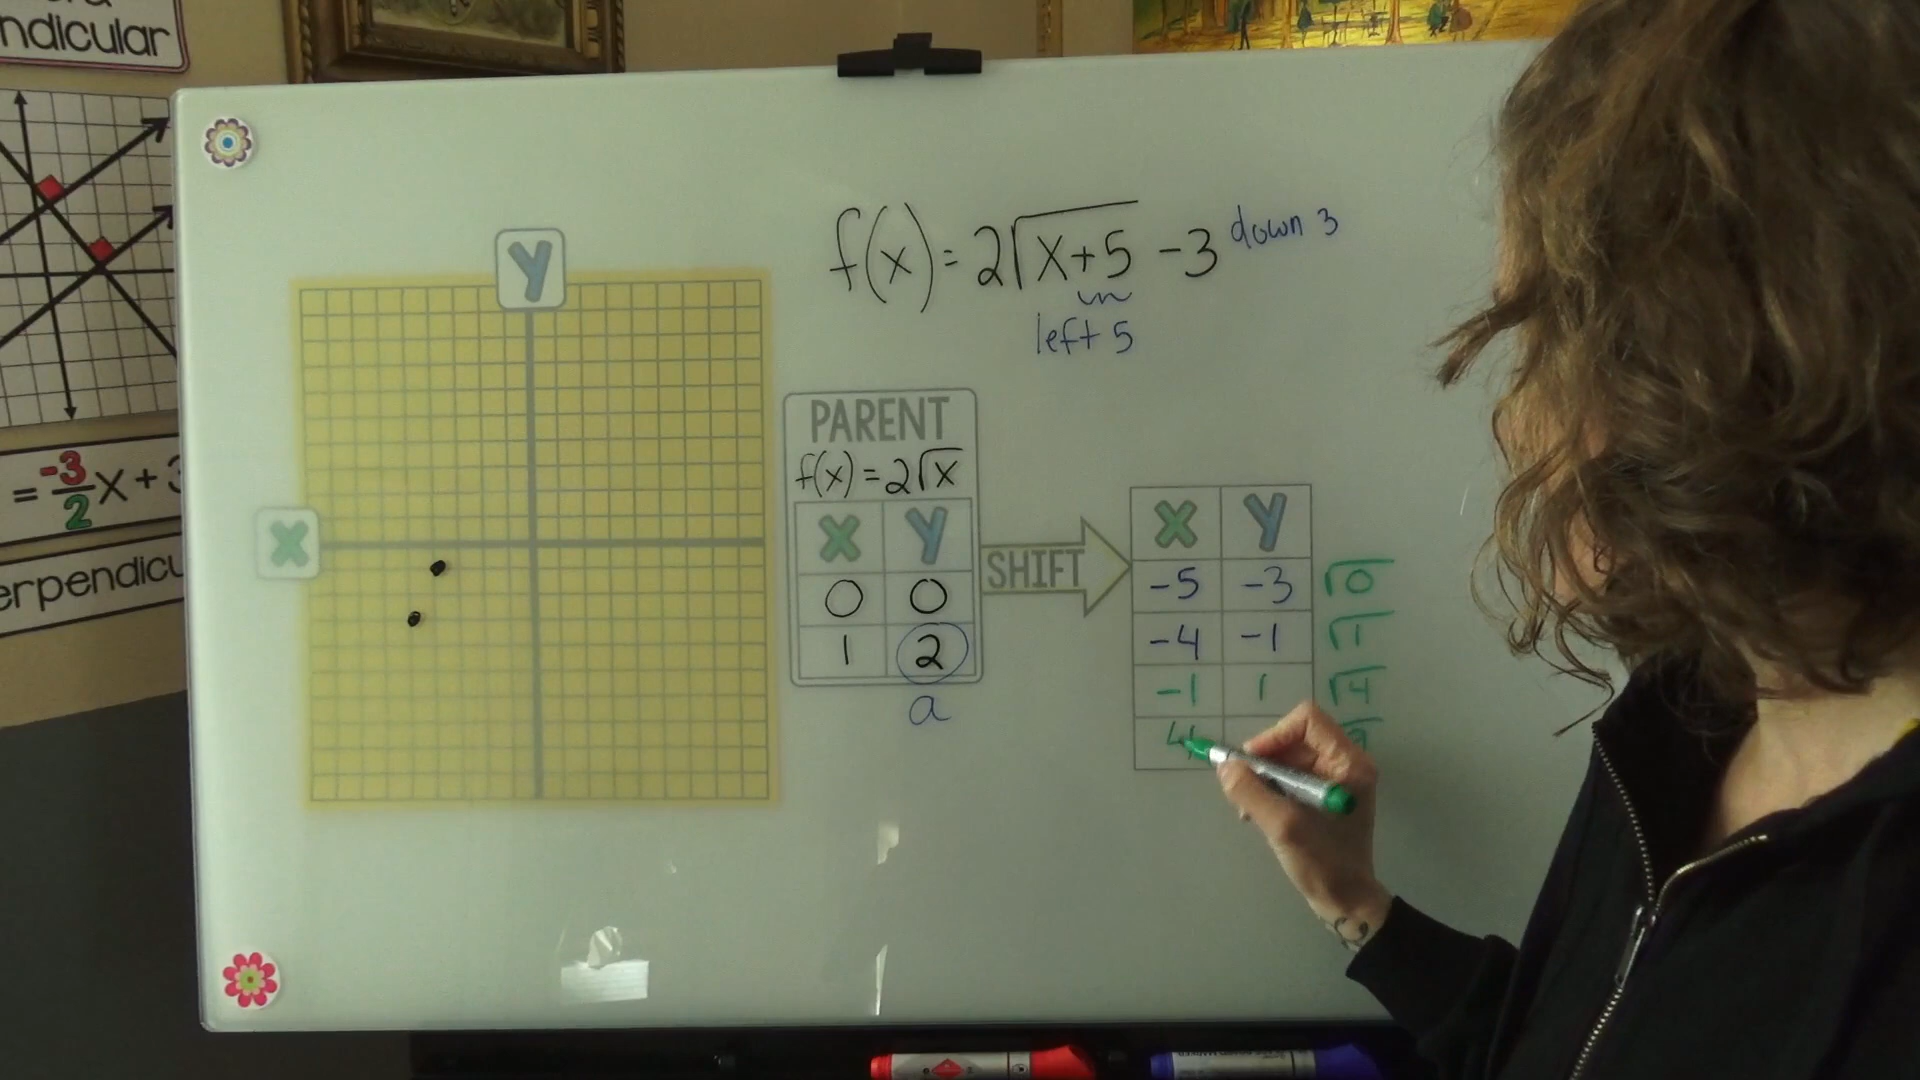 ndicular
= -3/2 X + 3
erpendicu
Y
X
f(x) = 2√x+5 -3 down 3
left 5
PARENT
f(x) = 2√x
X Y
0 0
1 2
a
SHIFT
X Y
-5 -3 √0
-4 -1 √1
-1 1 √4
4